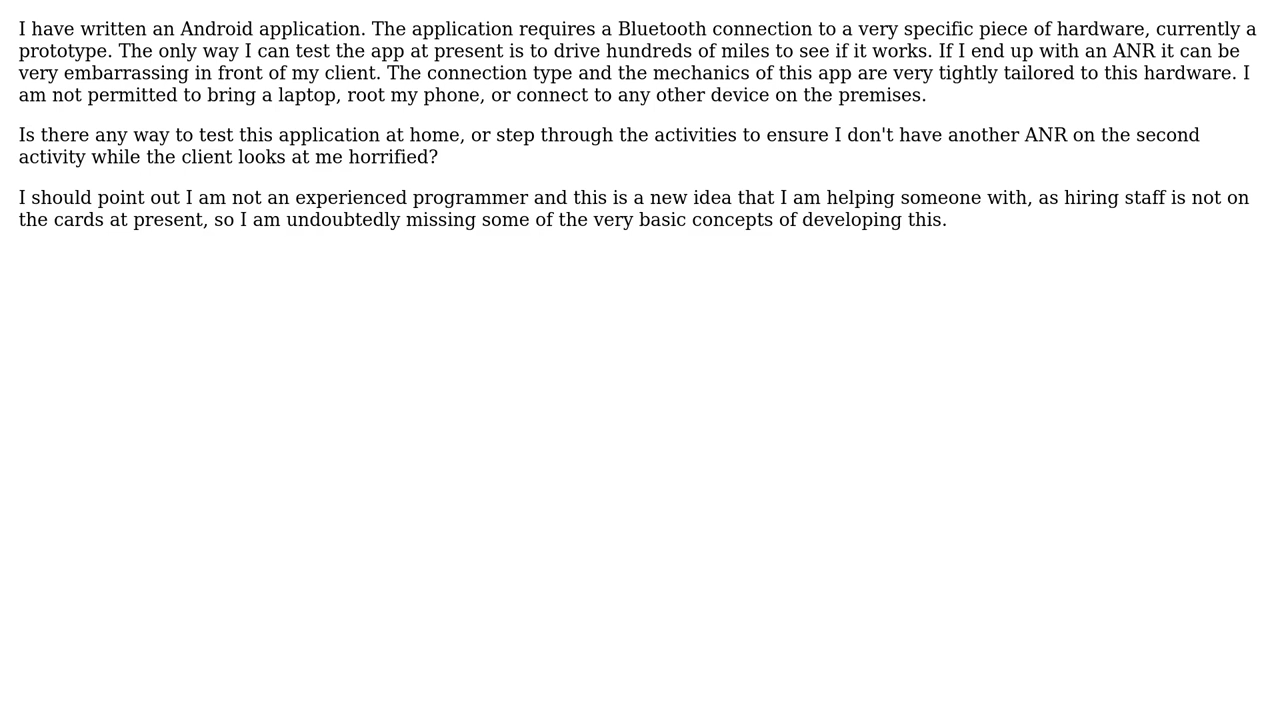 I have written an Android application. The application requires a Bluetooth connection to a very specific piece of hardware, currently a
prototype. The only way I can test the app at present is to drive hundreds of miles to see if it works. If I end up with an ANR it can be
very embarrassing in front of my client. The connection type and the mechanics of this app are very tightly tailored to this hardware. I
am not permitted to bring a laptop, root my phone, or connect to any other device on the premises.
Is there any way to test this application at home, or step through the activities to ensure I don't have another ANR on the second
activity while the client looks at me horrified?
I should point out I am not an experienced programmer and this is a new idea that I am helping someone with, as hiring staff is not on
the cards at present, so I am undoubtedly missing some of the very basic concepts of developing this.